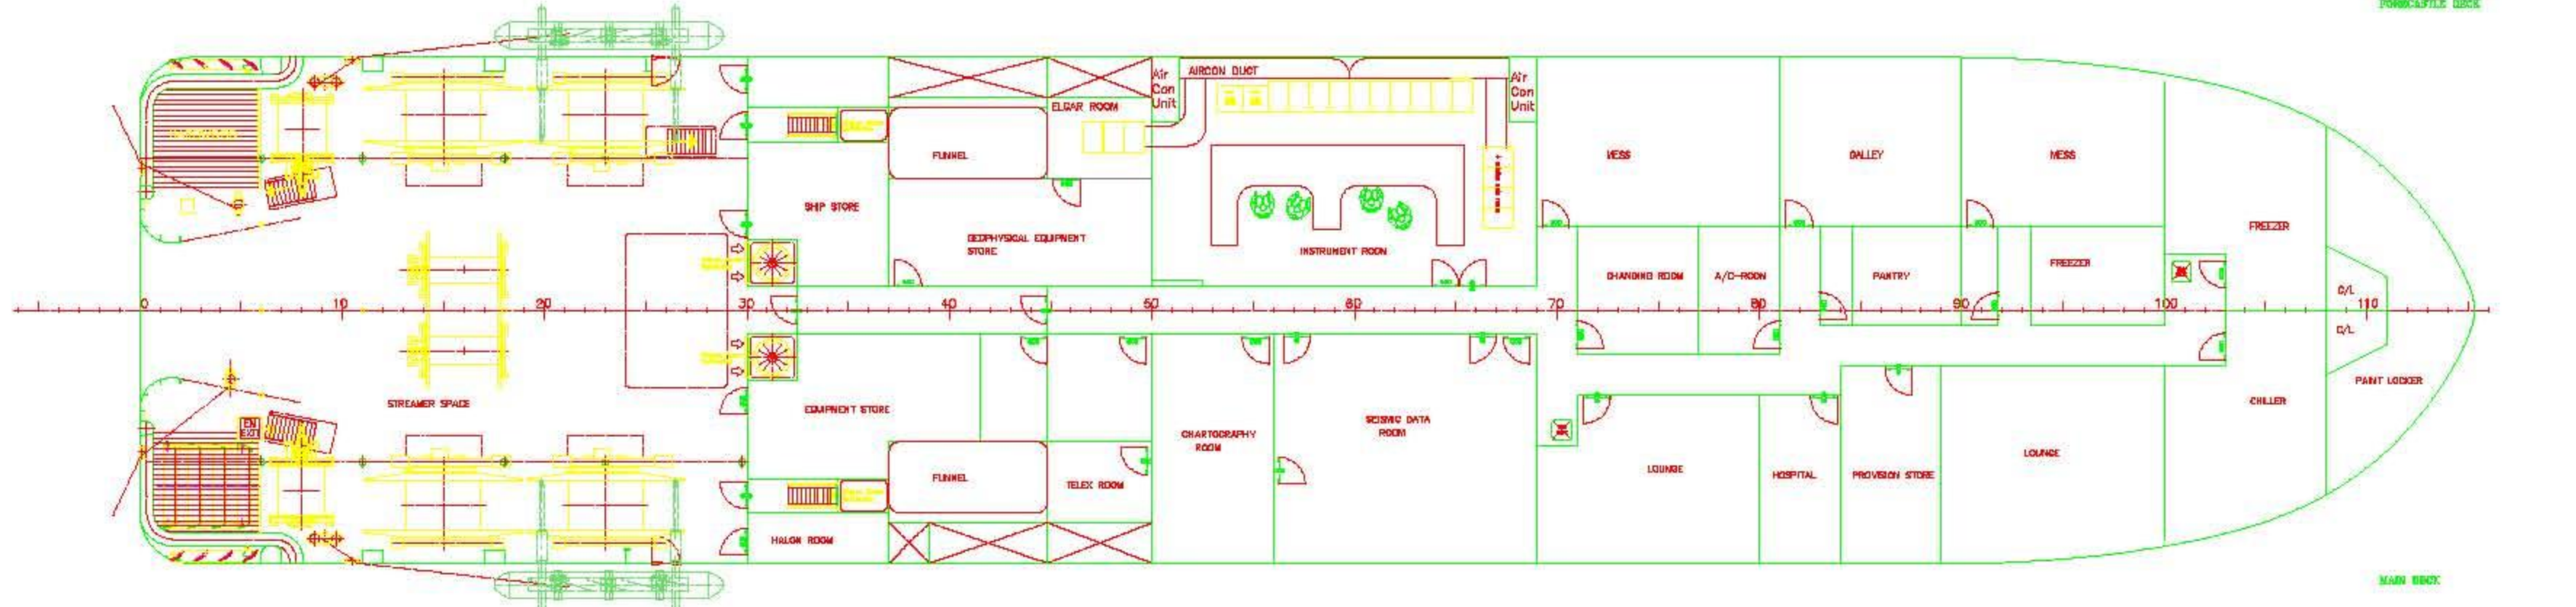 FORECASTLE DECK
Air
Con
Unit
AIRCON DUCT
Air
Con
Unit
ELGAR ROOM
FUNNEL
MESS
GALLEY
MESS
SHIP STORE
GEOPHYSICAL EQUIPMENT
STORE
INSTRUMENT ROOM
FREEZER
CHANGING ROOM
A/C-ROOM
PANTRY
FREEZER
C/L
0
10
20
30
40
50
60
70
80
90
100
110
C/L
STREAMER SPACE
EQUIPMENT STORE
PAINT LOCKER
CHILLER
EN
EXIT
CHARTOGRAPHY
ROOM
SEISMIC DATA
ROOM
LOUNGE
LOUNGE
HOSPITAL
PROVISION STORE
FUNNEL
TELEX ROOM
HALON ROOM
MAIN DECK